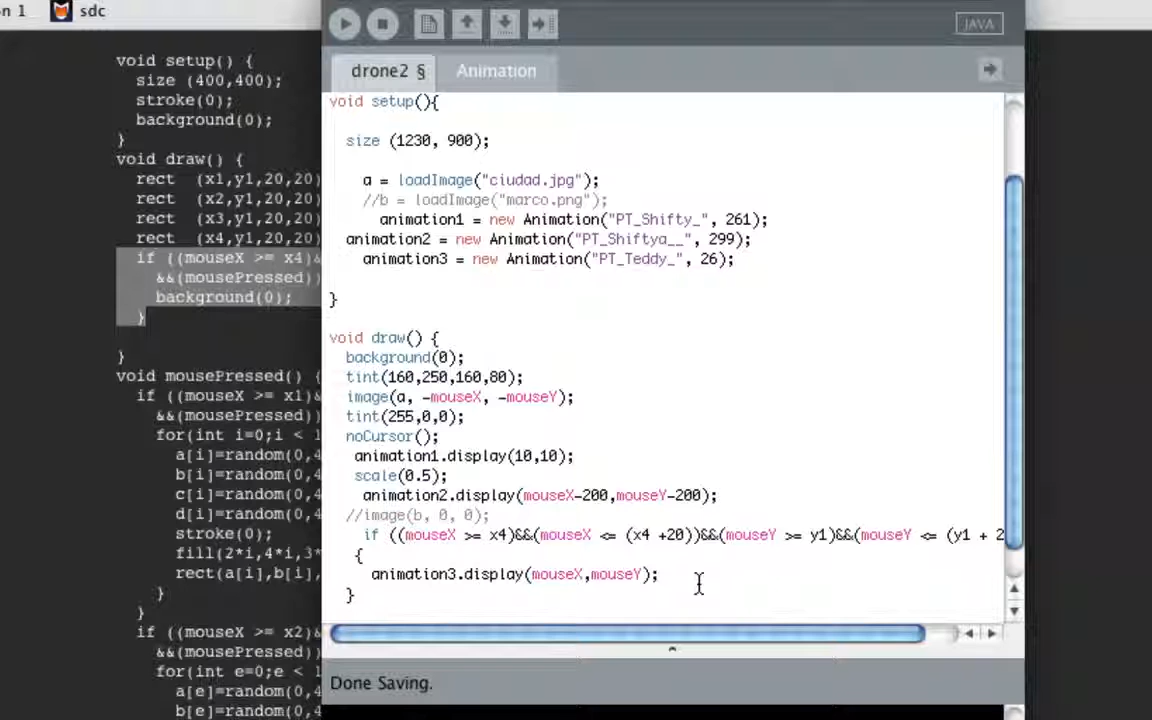 n 1 sdc
void setup() {
size (400,400);
stroke(0);
background(0);
}
void draw() {
rect (x1,y1,20,20)
rect (x2,y1,20,20)
rect (x3,y1,20,20)
rect (x4,y1,20,20)
if ((mouseX >= x4)&
&&(mousePressed))
background(0);
}
}
void mousePressed() {
if ((mouseX >= x1)&
&&(mousePressed))
for(int i=0;i < 1
a[i]=random(0,4
b[i]=random(0,4
c[i]=random(0,4
d[i]=random(0,4
stroke(0);
fill(2*i,4*i,3*
rect(a[i],b[i],
}
}
if ((mouseX >= x2)&
&&(mousePressed))
for(int e=0;e < 1
a[e]=random(0,4
b[e]=random(0,4
JAVA
drone2 § Animation
void setup(){
size (1230, 900);
a = loadImage("ciudad.jpg");
//b = loadImage("marco.png");
animation1 = new Animation("PT_Shifty_", 261);
animation2 = new Animation("PT_Shiftya__", 299);
animation3 = new Animation("PT_Teddy_", 26);
}
void draw() {
background(0);
tint(160,250,160,80);
image(a, -mouseX, -mouseY);
tint(255,0,0);
noCursor();
animation1.display(10,10);
scale(0.5);
animation2.display(mouseX-200,mouseY-200);
//image(b, 0, 0);
if ((mouseX >= x4)&&(mouseX <= (x4 +20))&&(mouseY >= y1)&&(mouseY <= (y1 + 2
{
animation3.display(mouseX,mouseY);
}
Done Saving.